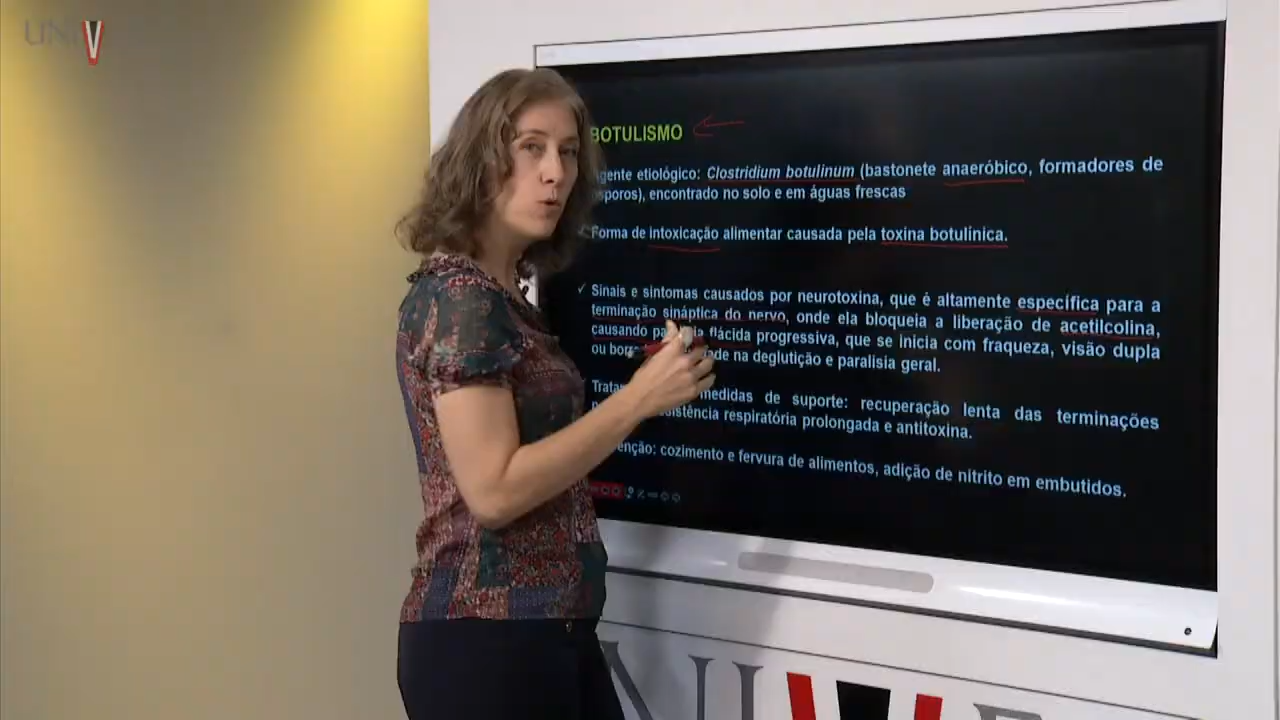 UNIV
BOTULISMO
gente etiológico: Clostridium botulinum (bastonete anaeróbico, formadores de
sporos), encontrado no solo e em águas frescas
Forma de intoxicação alimentar causada pela toxina botulínica.
✓ Sinais e sintomas causados por neurotoxina, que é altamente específica para a
terminação sináptica do nervo, onde ela bloqueia a liberação de acetilcolina,
causando flácida progressiva, que se inicia com fraqueza, visão dupla
ou na deglutição e paralisia geral.
medidas de suporte: recuperação lenta das terminações
respiratória prolongada e antitoxina.
cozimento e fervura de alimentos, adição de nitrito em embutidos.